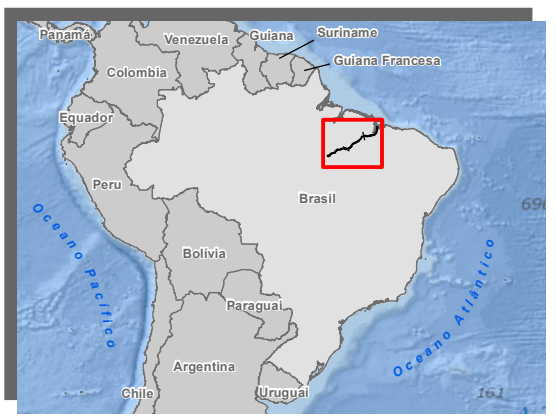 Panamá
Venezuela
Guiana
Suriname
Guiana Francesa
Colombia
Equador
Peru
Brasil
Bolívia
Paraguai
Argentina
Chile
Uruguai
Oceano Pacífico
Oceano Atlântico
161